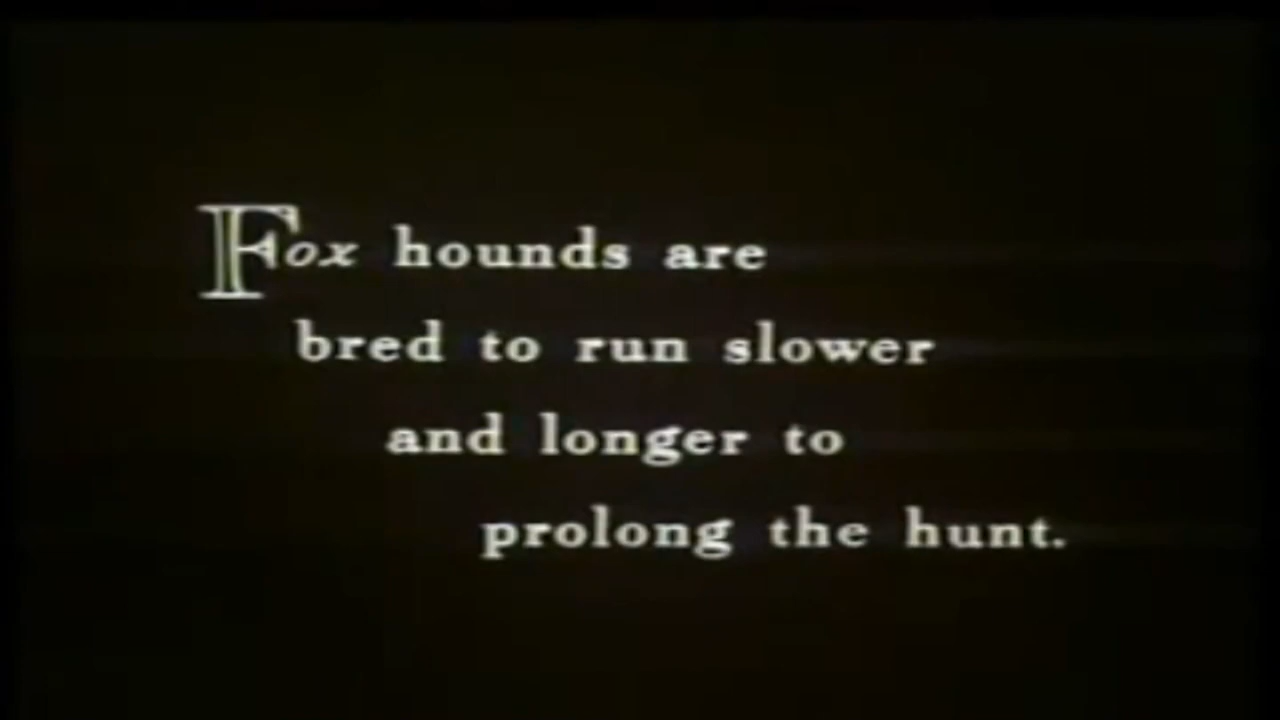 Fox hounds are
bred to run slower
and longer to
prolong the hunt.